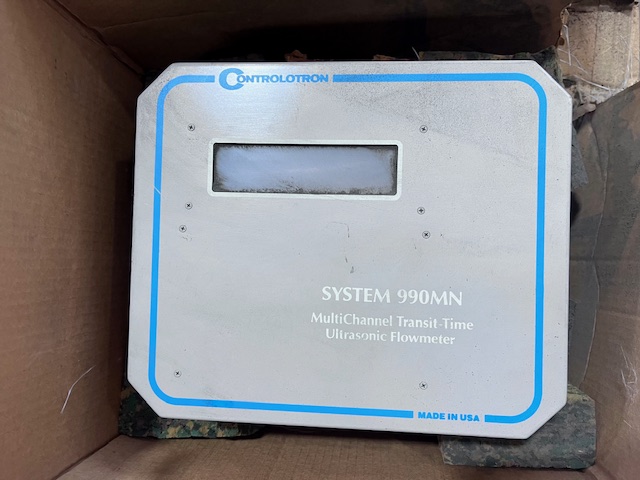 CONTROLOTRON
SYSTEM 990MN
MultiChannel Transit-Time
Ultrasonic Flowmeter
MADE IN USA